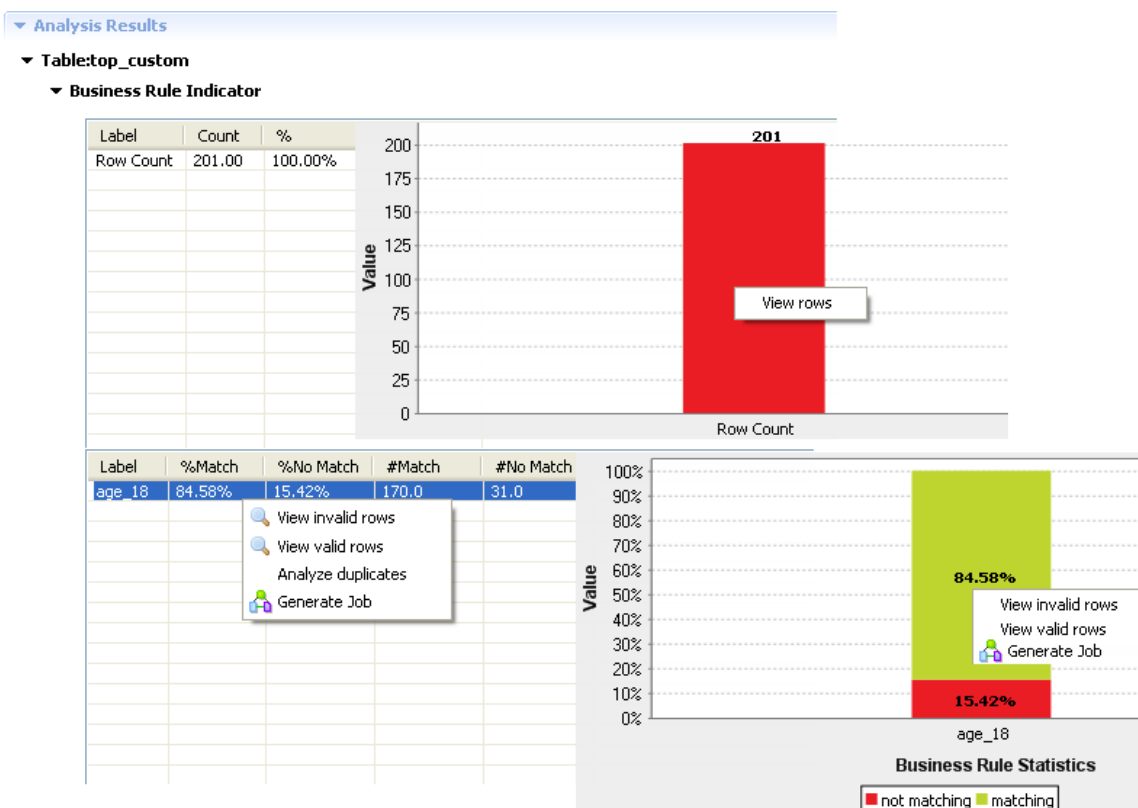 Analysis Results
Table:top_custom
Business Rule Indicator
Label Count %
Row Count 201.00 100.00%
201
200
175
150
125
100
75
50
25
0
Value
View rows
Row Count
Label %Match %No Match #Match #No Match
age_18 84.58% 15.42% 170.0 31.0
View invalid rows
View valid rows
Analyze duplicates
Generate Job
100%
90%
80%
70%
60%
50%
40%
30%
20%
10%
0%
Value
84.58%
View invalid rows
View valid rows
Generate Job
15.42%
age_18
Business Rule Statistics
not matching matching